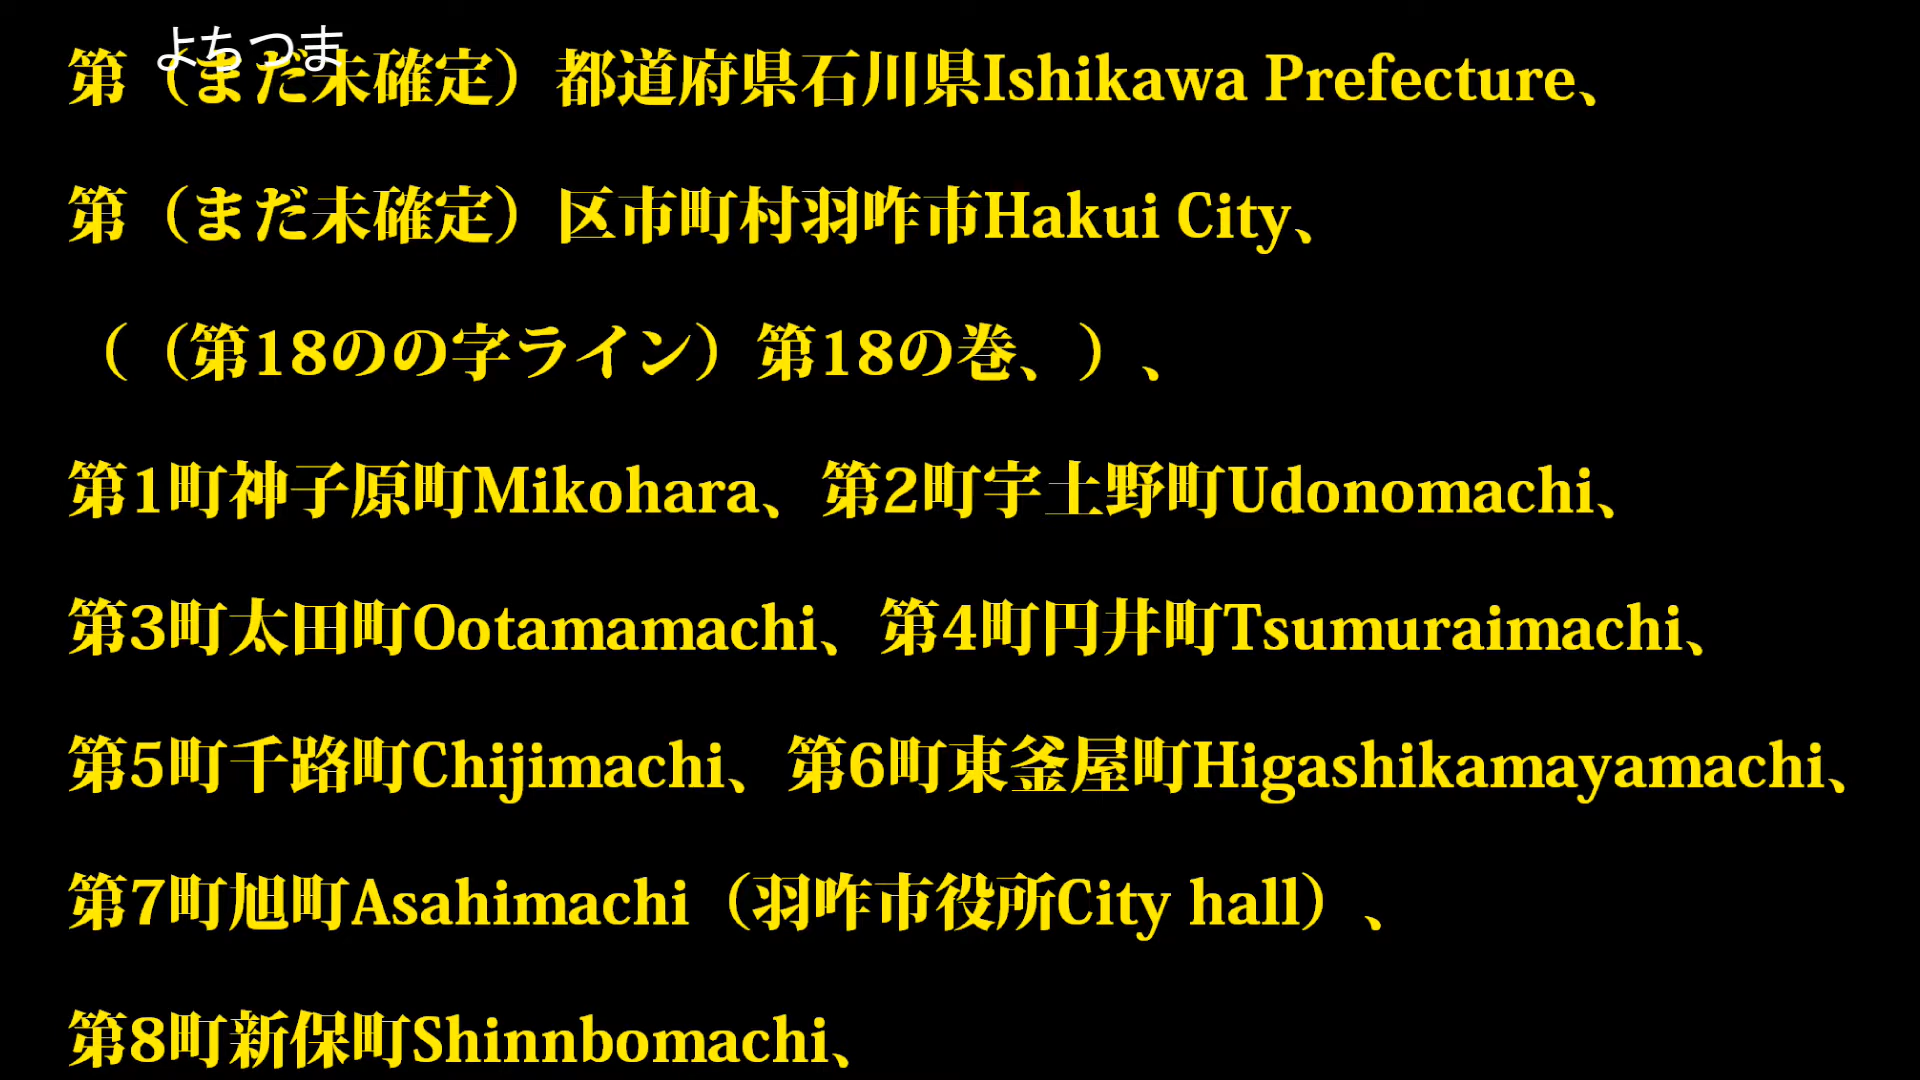 よちつま
第（まだ未確定）都道府県石川県Ishikawa Prefecture、
第（まだ未確定）区市町村羽咋市Hakui City、
（（第18のの字ライン）第18の巻、）、
第1町神子原町Mikohara、第2町宇土野町Udonomachi、
第3町太田町Ootamamachi、第4町円井町Tsumuraimachi、
第5町千路町Chijimachi、第6町東釜屋町Higashikamayamachi、
第7町旭町Asahimachi（羽咋市役所City hall）、
第8町新保町Shinnbomachi、